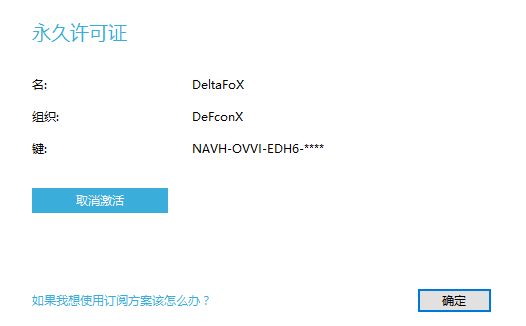 永久许可证
名: DeltaFoX
组织: DeFconX
键: NAVH-OVVI-EDH6-****
取消激活
如果我想使用订阅方案该怎么办？ 确定